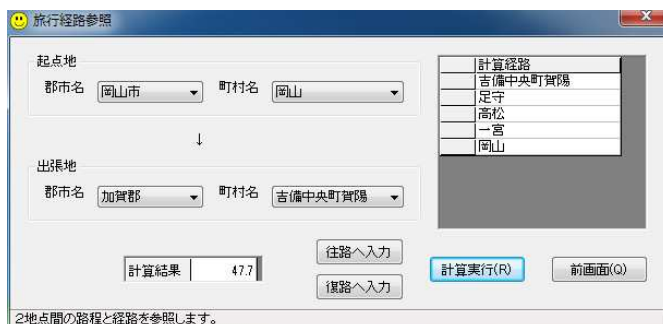 旅行経路参照
起点地
郡市名 岡山市 町村名 岡山
↓
出張地
郡市名 加賀郡 町村名 吉備中央町賀陽
計算経路
吉備中央町賀陽
足守
高松
一宮
岡山
計算結果 47.7
往路へ入力
復路へ入力
計算実行(R)
前画面(Q)
2地点間の路程と経路を参照します。